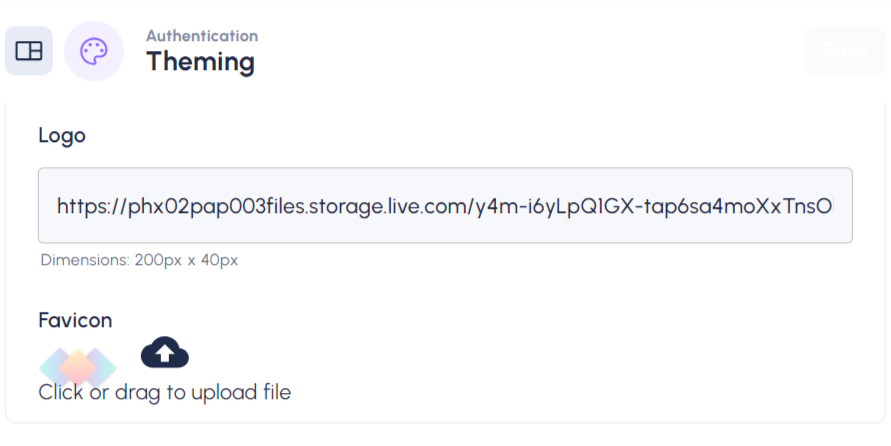 Authentication
Theming
Save
Logo
https://phx02pap003files.storage.live.com/y4m-i6yLpQ1GX-tap6sa4moXxTnsO
Dimensions: 200px x 40px
Favicon
Click or drag to upload file